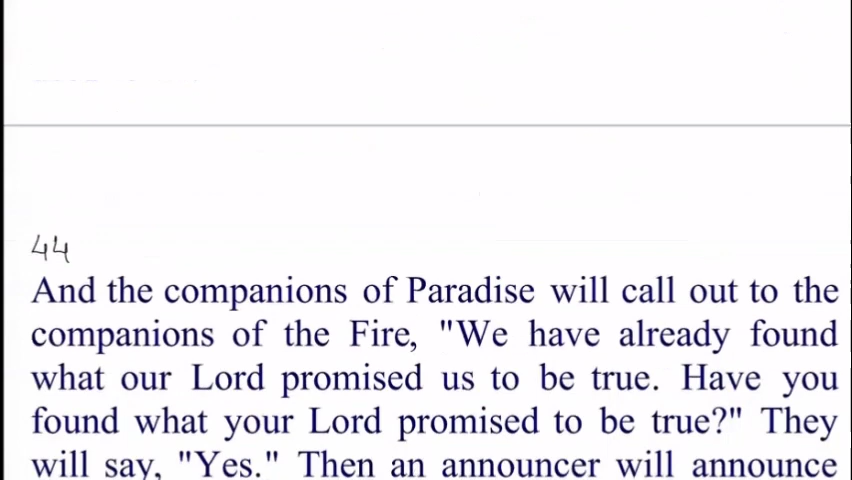 44
And the companions of Paradise will call out to the
companions of the Fire, "We have already found
what our Lord promised us to be true. Have you
found what your Lord promised to be true?" They
will say, "Yes." Then an announcer will announce